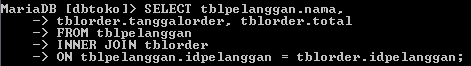 MariaDB [dbtoko]> SELECT tblpelanggan.nama,
    -> tblorder.tanggalorder, tblorder.total
    -> FROM tblpelanggan
    -> INNER JOIN tblorder
    -> ON tblpelanggan.idpelanggan = tblorder.idpelanggan;